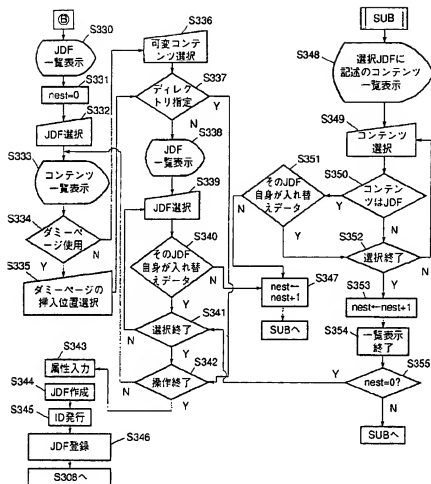 S330
JDF
一覧表示
S331
nest=0
S332
JDF選択
S333
コンテンツ
一覧表示
S334
ダミーペ
ージ使用
N
Y
S335
ダミーページの
挿入位置選択
S336
可変コンテン
ツ選択
S337
ディレク
トリ指定
Y
N
S338
JDF
一覧表示
S339
JDF選択
S340
そのJDF
自身が入れ替
えデータ
N
Y
S341
選択終了
N
Y
S342
操作終了
N
Y
S343
属性入力
S344
JDF作成
S345
ID発行
S346
JDF登録
S308へ
S347
nest←
nest+1
SUBへ
SUB
S348
選択JDFに
記述のコンテンツ
一覧表示
S349
コンテンツ
選択
S350
コンテン
ツはJDF
Y
N
S351
そのJDF
自身が入れ替
えデータ
N
Y
S352
選択終了
N
Y
S353
nest←nest+1
S354
一覧表示
終了
S355
nest=0?
Y
N
SUBへ